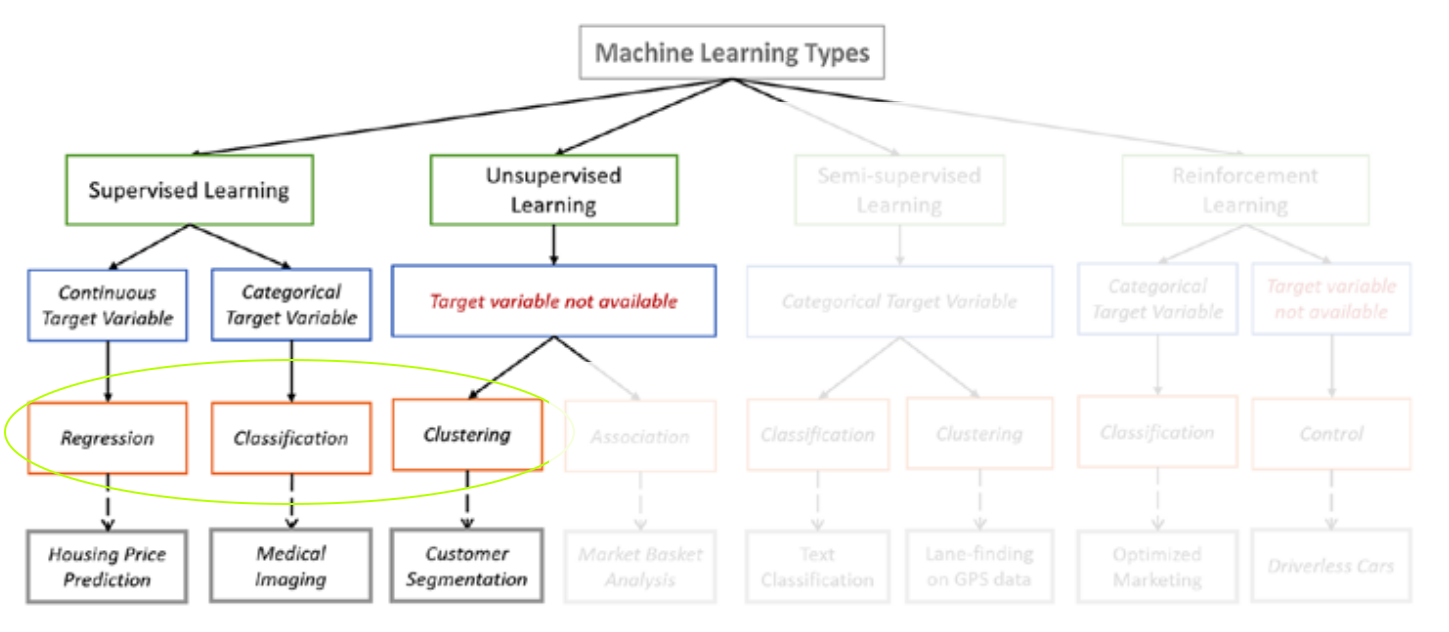 Machine Learning Types
Supervised Learning
Unsupervised
Learning
Semi-supervised
Learning
Reinforcement
Learning
Continuous
Target Variable
Categorical
Target Variable
Target variable not available
Categorical Target Variable
Categorical
Target Variable
Target variable
not available
Regression
Classification
Clustering
Association
Classification
Clustering
Classification
Control
Housing Price
Prediction
Medical
Imaging
Customer
Segmentation
Market Basket
Analysis
Text
Classification
Lane-finding
on GPS data
Optimized
Marketing
Driverless Cars